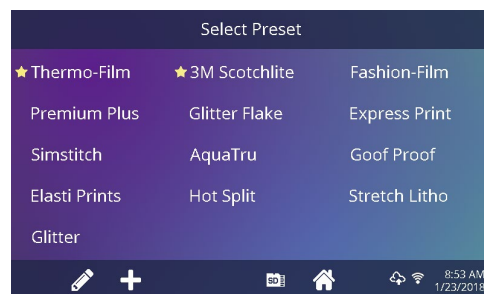 Select Preset
Thermo-Film 3M Scotchlite Fashion-Film
Premium Plus Glitter Flake Express Print
Simstitch AquaTru Goof Proof
Elasti Prints Hot Split Stretch Litho
Glitter
SD 8:53 AM
1/23/2018